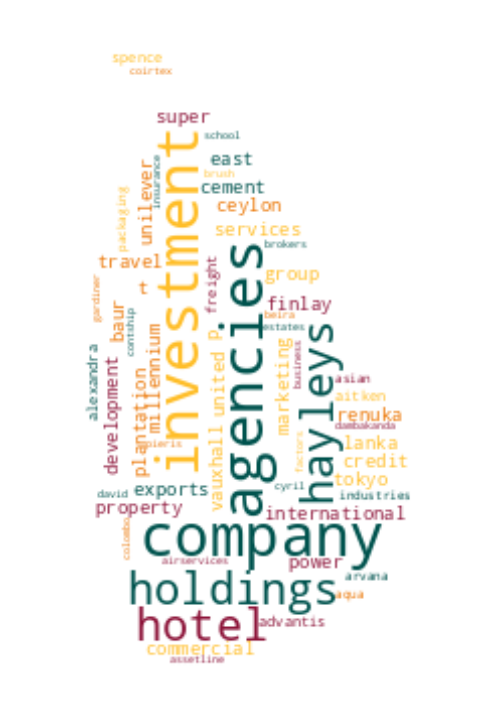 spence
coirtex
super
school
investment
east
insurance
unilever
brush
cement
packaging
ceylon
services
brokers
agencies
travel
freight
group
gardiner
t
finlay
baur
contship
beira
estates
millennium
hayleys
vauxhall united p
marketing
business
alexandra
development
plantation
asian
aitken
renuka
dambakanda
pieris
factors
lanka
credit
tokyo
david
exports
cyril
industries
property
international
colombo
company
airservices
power
arvana
holdings
aqua
hotel
advantis
commercial
assetline